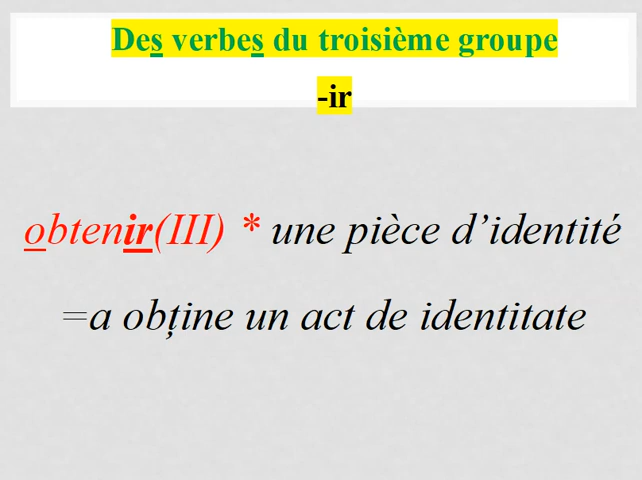 Des verbes du troisième groupe
-ir
obtenir(III) * une pièce d’identité
=a obține un act de identitate